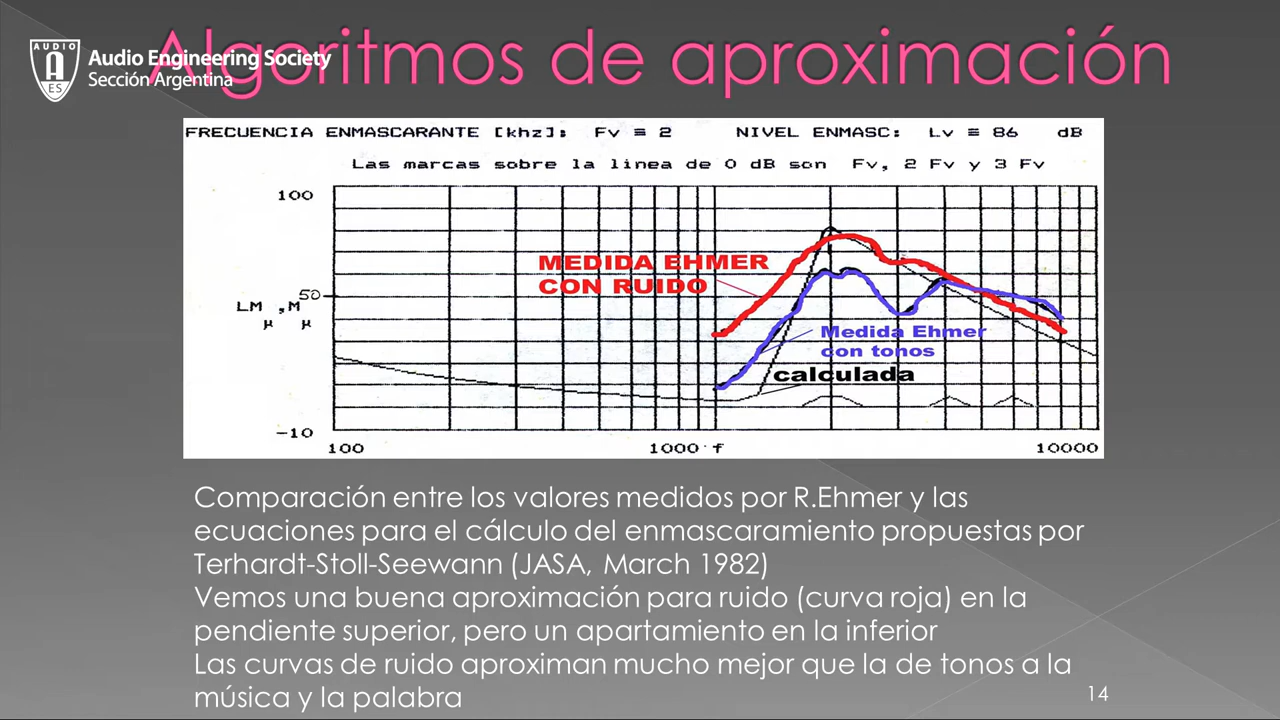 Algoritmos de aproximación
AUDIO
A
ES
Audio Engineering Society
Sección Argentina
FRECUENCIA ENMASCARANTE [khz]: Fv ≡ 2 NIVEL ENMASC: Lv ≡ 86 dB
Las marcas sobre la linea de 0 dB son Fv, 2 Fv y 3 Fv
100
MEDIDA EHMER
CON RUIDO
50
LM ,M
μ μ
Medida Ehmer
con tonos
calculada
-10
100 1000 f 10000
Comparación entre los valores medidos por R.Ehmer y las
ecuaciones para el cálculo del enmascaramiento propuestas por
Terhardt-Stoll-Seewann (JASA, March 1982)
Vemos una buena aproximación para ruido (curva roja) en la
pendiente superior, pero un apartamiento en la inferior
Las curvas de ruido aproximan mucho mejor que la de tonos a la
música y la palabra
14